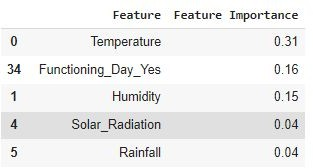 Feature Feature Importance
0 Temperature 0.31
34 Functioning_Day_Yes 0.16
1 Humidity 0.15
4 Solar_Radiation 0.04
5 Rainfall 0.04